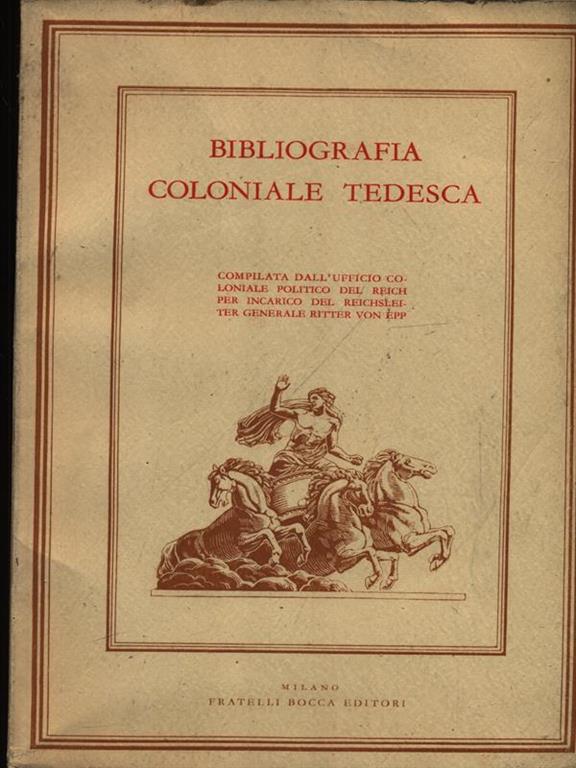 BIBLIOGRAFIA
COLONIALE TEDESCA
COMPILATA DALL'UFFICIO CO-
LONIALE POLITICO DEL REICH
PER INCARICO DEL REICHSLEI-
TER GENERALE RITTER VON EPP
MILANO
FRATELLI BOCCA EDITORI